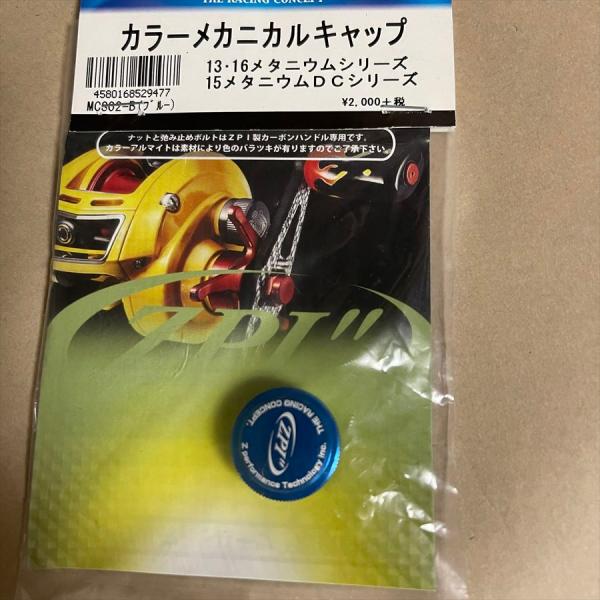 THE RACING CONCEPT
カラーメカニカルキャップ
13・16メタニウムシリーズ
15メタニウムDCシリーズ
4580168529477
MCS02-B(ﾌﾞﾙｰ)
¥2,000+税
ナットと弛み止めボルトはZPI製カーボンハンドル専用です。
カラーアルマイトは素材により色のバラツキが有りますのでご了承下さい。
ZPI
THE RACING CONCEPT.
ZPI
Z performance Technology inc.